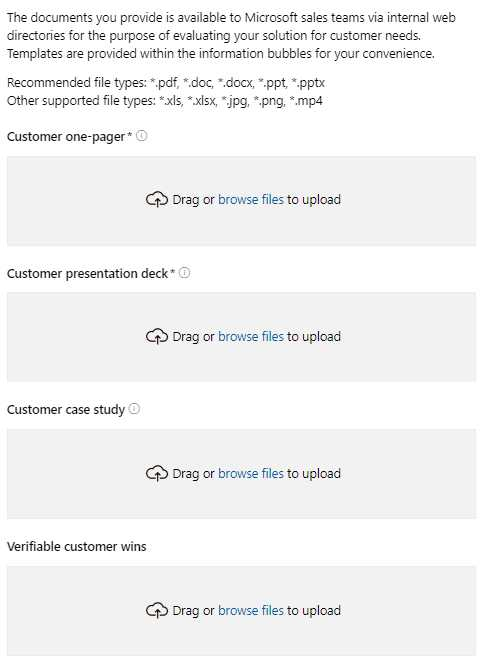 The documents you provide is available to Microsoft sales teams via internal web
directories for the purpose of evaluating your solution for customer needs.
Templates are provided within the information bubbles for your convenience.
Recommended file types: *.pdf, *.doc, *.docx, *.ppt, *.pptx
Other supported file types: *.xls, *.xlsx, *.jpg, *.png, *.mp4
Customer one-pager *
Drag or browse files to upload
Customer presentation deck *
Drag or browse files to upload
Customer case study
Drag or browse files to upload
Verifiable customer wins
Drag or browse files to upload